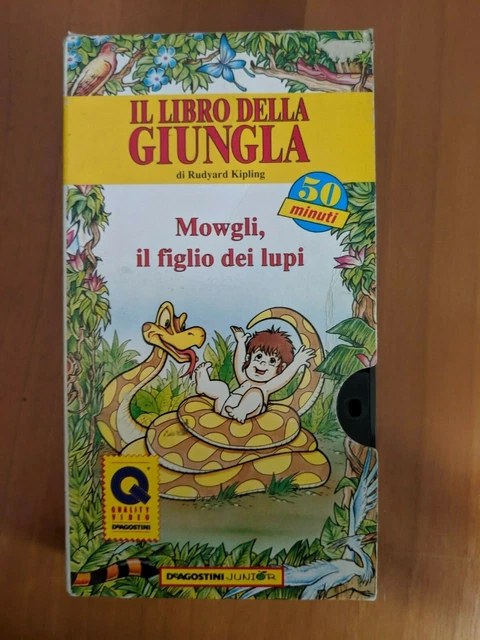 IL LIBRO DELLA
GIUNGLA
di Rudyard Kipling
50
minuti
Mowgli,
il figlio dei lupi
Q
QUALITY
VIDEO
DEAGOSTINI
DEAGOSTINI JUNIOR